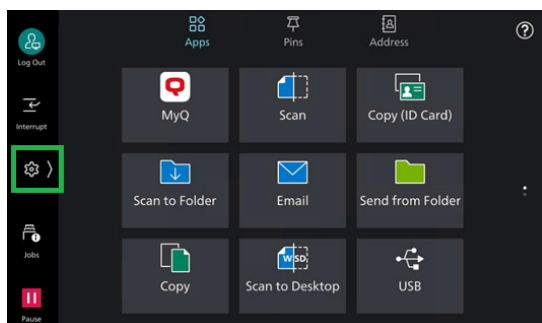 Apps
Pins
Address
?
Log Out
Interrupt
Jobs
Pause
MyQ
Scan
Copy (ID Card)
Scan to Folder
Email
Send from Folder
Copy
WSD
Scan to Desktop
USB